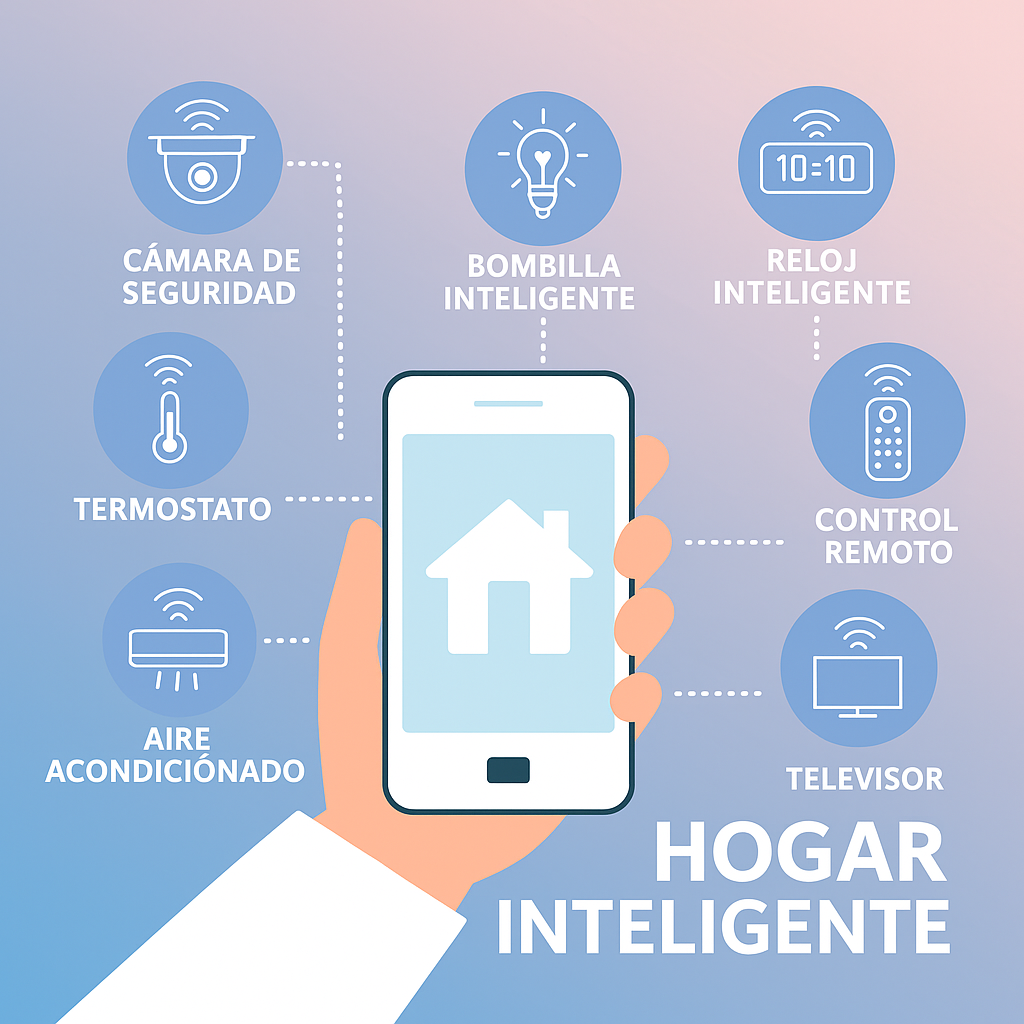 CÁMARA DE
SEGURIDAD
BOMBILLA
INTELIGENTE
10=10
RELOJ
INTELIGENTE
TERMOSTATO
CONTROL
REMOTO
AIRE
ACONDICIÓNADO
TELEVISOR
HOGAR
INTELIGENTE